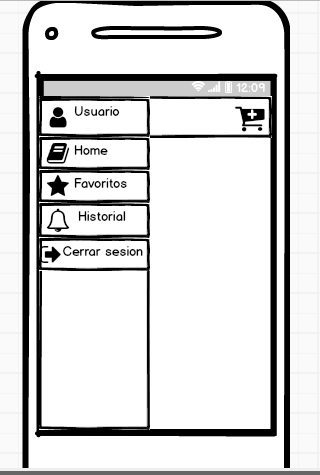 12:09
Usuario
Home
Favoritos
Historial
Cerrar sesion